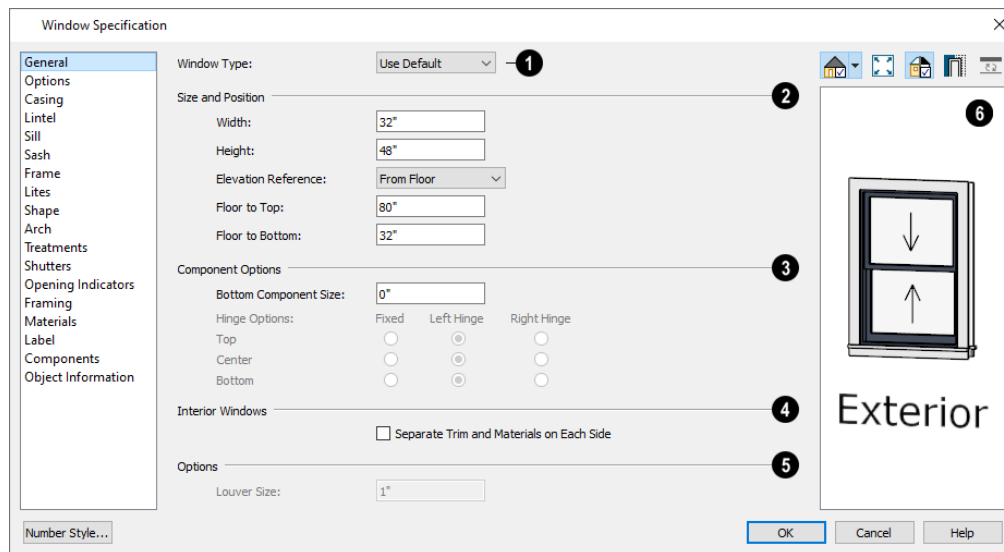 Window Specification
General
Options
Casing
Lintel
Sill
Sash
Frame
Lites
Shape
Arch
Treatments
Shutters
Opening Indicators
Framing
Materials
Label
Components
Object Information
Number Style...
Window Type: Use Default 1
Size and Position 2
Width: 32"
Height: 48"
Elevation Reference: From Floor
Floor to Top: 80"
Floor to Bottom: 32"
Component Options 3
Bottom Component Size: 0"
Hinge Options: Fixed Left Hinge Right Hinge
Top
Center
Bottom
Interior Windows 4
Separate Trim and Materials on Each Side
Options 5
Louver Size: 1"
6
Exterior
OK Cancel Help